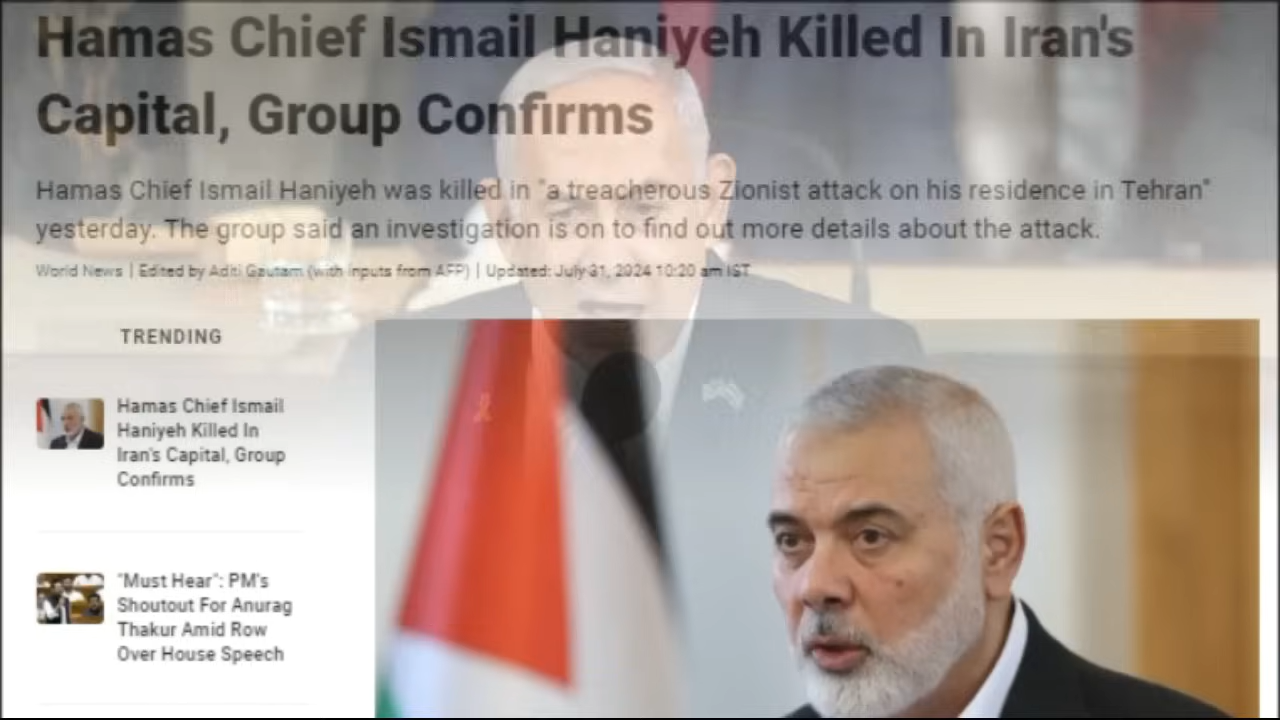 Hamas Chief Ismail Haniyeh Killed In Iran's
Capital, Group Confirms
Hamas Chief Ismail Haniyeh was killed in "a treacherous Zionist attack on his residence in Tehran"
yesterday. The group said an investigation is on to find out more details about the attack.
World News | Edited by Aditi Gautam (with inputs from AFP) | Updated: July 31, 2024 10:20 am IST
TRENDING
Hamas Chief Ismail
Haniyeh Killed In
Iran's Capital, Group
Confirms
"Must Hear": PM's
Shoutout For Anurag
Thakur Amid Row
Over House Speech